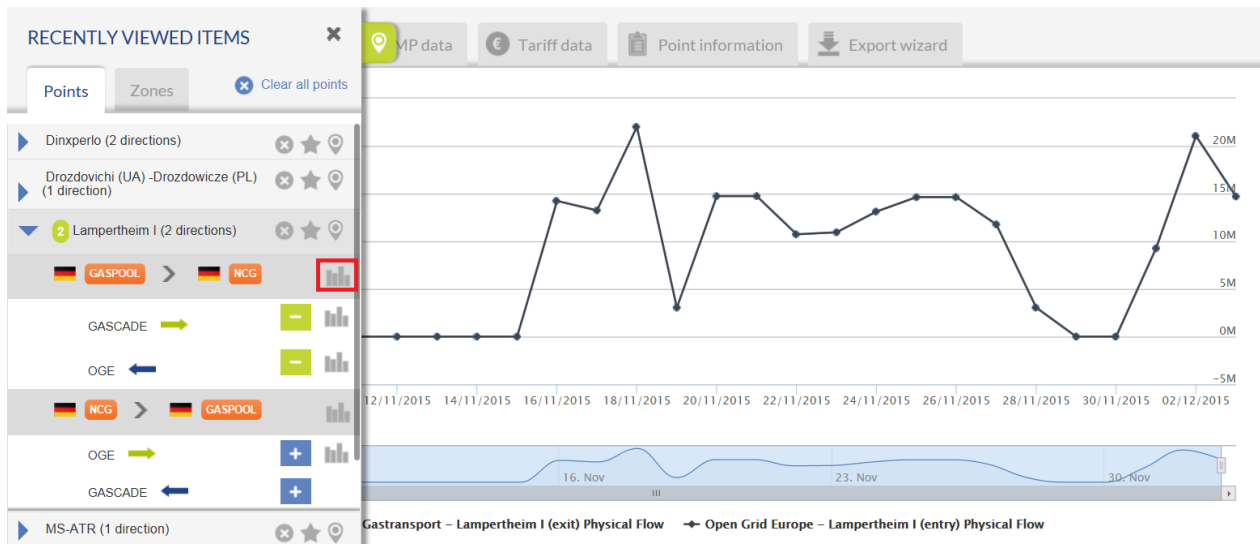 RECENTLY VIEWED ITEMS
MP data
Tariff data
Point information
Export wizard
Points
Zones
Clear all points
Dinxperlo (2 directions)
Drozdovichi (UA) -Drozdowicze (PL)
(1 direction)
2 Lampertheim I (2 directions)
GASPOOL > NCG
GASCADE
OGE
NCG > GASPOOL
OGE
GASCADE
MS-ATR (1 direction)
20M
15M
10M
5M
0M
−5M
12/11/2015 14/11/2015 16/11/2015 18/11/2015 20/11/2015 22/11/2015 24/11/2015 26/11/2015 28/11/2015 30/11/2015 02/12/2015
16. Nov 23. Nov 30. Nov
Gastransport – Lampertheim I (exit) Physical Flow Open Grid Europe – Lampertheim I (entry) Physical Flow